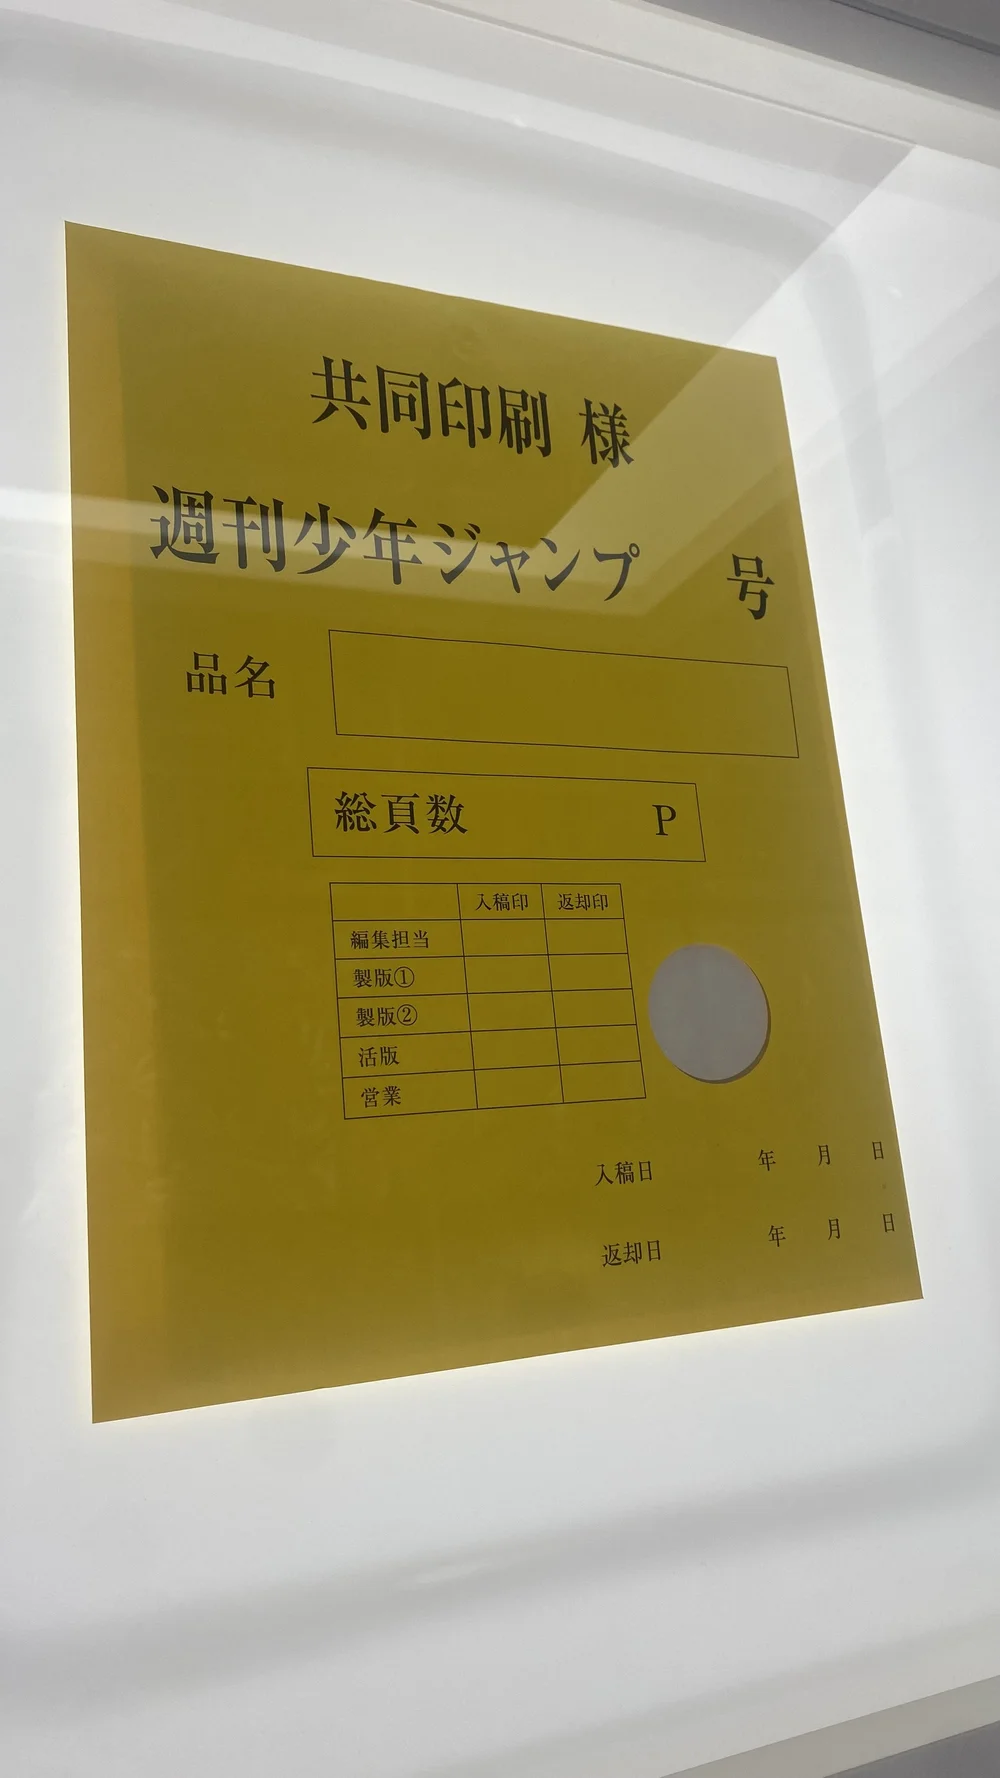 共同印刷 様
週刊少年ジャンプ 号
品名
総頁数 P
入稿印 返却印
編集担当
製版①
製版②
活版
営業
入稿日 年 月 日
返却日 年 月 日